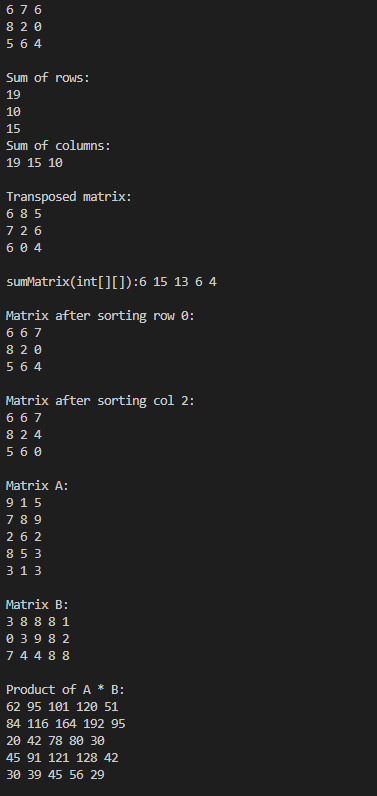 6 7 6
8 2 0
5 6 4
Sum of rows:
19
10
15
Sum of columns:
19 15 10
Transposed matrix:
6 8 5
7 2 6
6 0 4
sumMatrix(int[][]):6 15 13 6 4
Matrix after sorting row 0:
6 6 7
8 2 0
5 6 4
Matrix after sorting col 2:
6 6 7
8 2 4
5 6 0
Matrix A:
9 1 5
7 8 9
2 6 2
8 5 3
3 1 3
Matrix B:
3 8 8 8 1
0 3 9 8 2
7 4 4 8 8
Product of A * B:
62 95 101 120 51
84 116 164 192 95
20 42 78 80 30
45 91 121 128 42
30 39 45 56 29